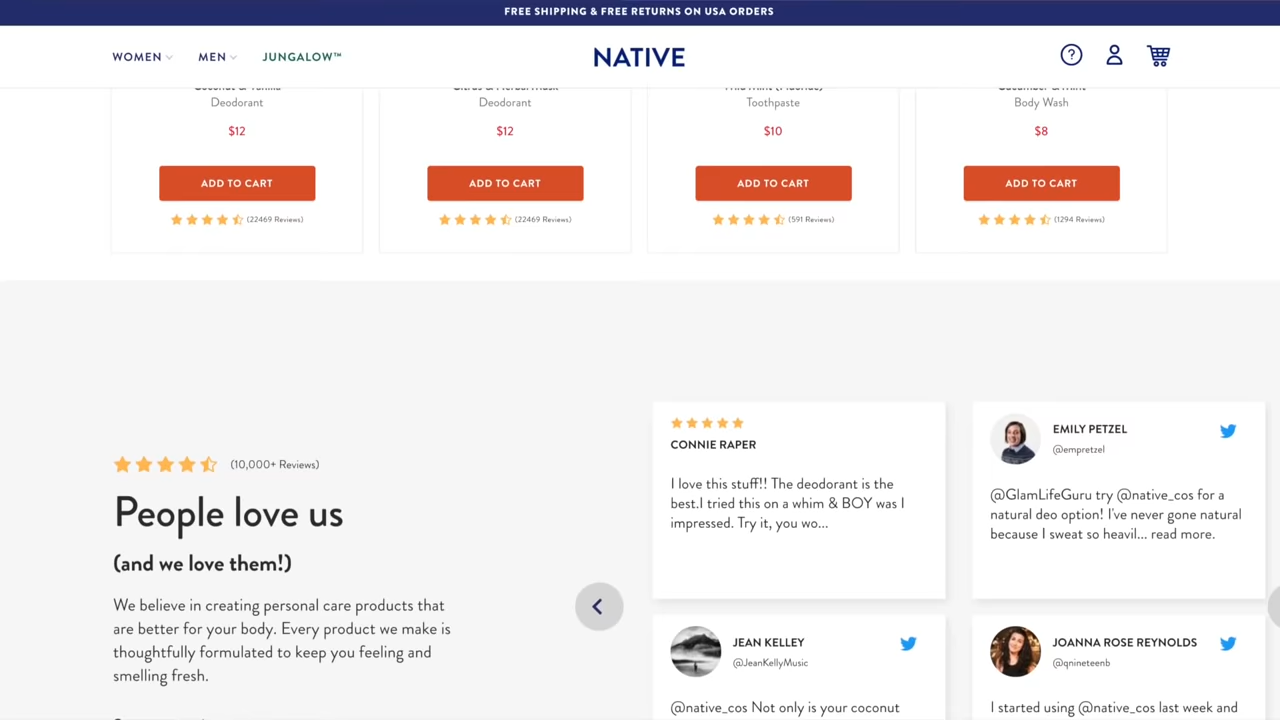 FREE SHIPPING & FREE RETURNS ON USA ORDERS
WOMEN
MEN
JUNGALOW™
NATIVE
Deodorant
$12
ADD TO CART
(22469 Reviews)
Deodorant
$12
ADD TO CART
(22469 Reviews)
Toothpaste
$10
ADD TO CART
(591 Reviews)
Body Wash
$8
ADD TO CART
(1294 Reviews)
(10,000+ Reviews)
People love us
(and we love them!)
We believe in creating personal care products that
are better for your body. Every product we make is
thoughtfully formulated to keep you feeling and
smelling fresh.
CONNIE RAPER
I love this stuff!! The deodorant is the
best.I tried this on a whim & BOY was I
impressed. Try it, you wo...
EMILY PETZEL
@empretzel
@GlamLifeGuru try @native_cos for a
natural deo option! I've never gone natural
because I sweat so heavil... read more.
JEAN KELLEY
@JeanKellyMusic
@native_cos Not only is your coconut
JOANNA ROSE REYNOLDS
@qnineteenb
I started using @native_cos last week and